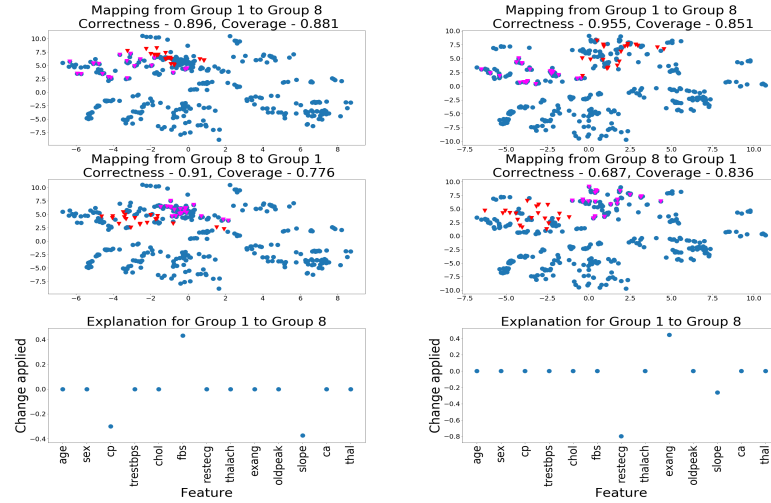 Mapping from Group 1 to Group 8
Correctness - 0.896, Coverage - 0.881
10.0
7.5
5.0
2.5
0.0
−2.5
−5.0
−7.5
−6 −4 −2 0 2 4 6 8
Mapping from Group 8 to Group 1
Correctness - 0.91, Coverage - 0.776
10.0
7.5
5.0
2.5
0.0
−2.5
−5.0
−7.5
−6 −4 −2 0 2 4 6 8
Explanation for Group 1 to Group 8
Change applied
0.4
0.2
0.0
−0.2
−0.4
age sex cp trestbps chol fbs restecg thalach exang oldpeak slope ca thal
Feature
Mapping from Group 1 to Group 8
Correctness - 0.955, Coverage - 0.851
10.0
7.5
5.0
2.5
0.0
−2.5
−5.0
−7.5
−10.0
−7.5 −5.0 −2.5 0.0 2.5 5.0 7.5 10.0
Mapping from Group 8 to Group 1
Correctness - 0.687, Coverage - 0.836
10.0
7.5
5.0
2.5
0.0
−2.5
−5.0
−7.5
−10.0
−7.5 −5.0 −2.5 0.0 2.5 5.0 7.5 10.0
Explanation for Group 1 to Group 8
Change applied
0.4
0.2
0.0
−0.2
−0.4
−0.6
−0.8
age sex cp trestbps chol fbs restecg thalach exang oldpeak slope ca thal
Feature